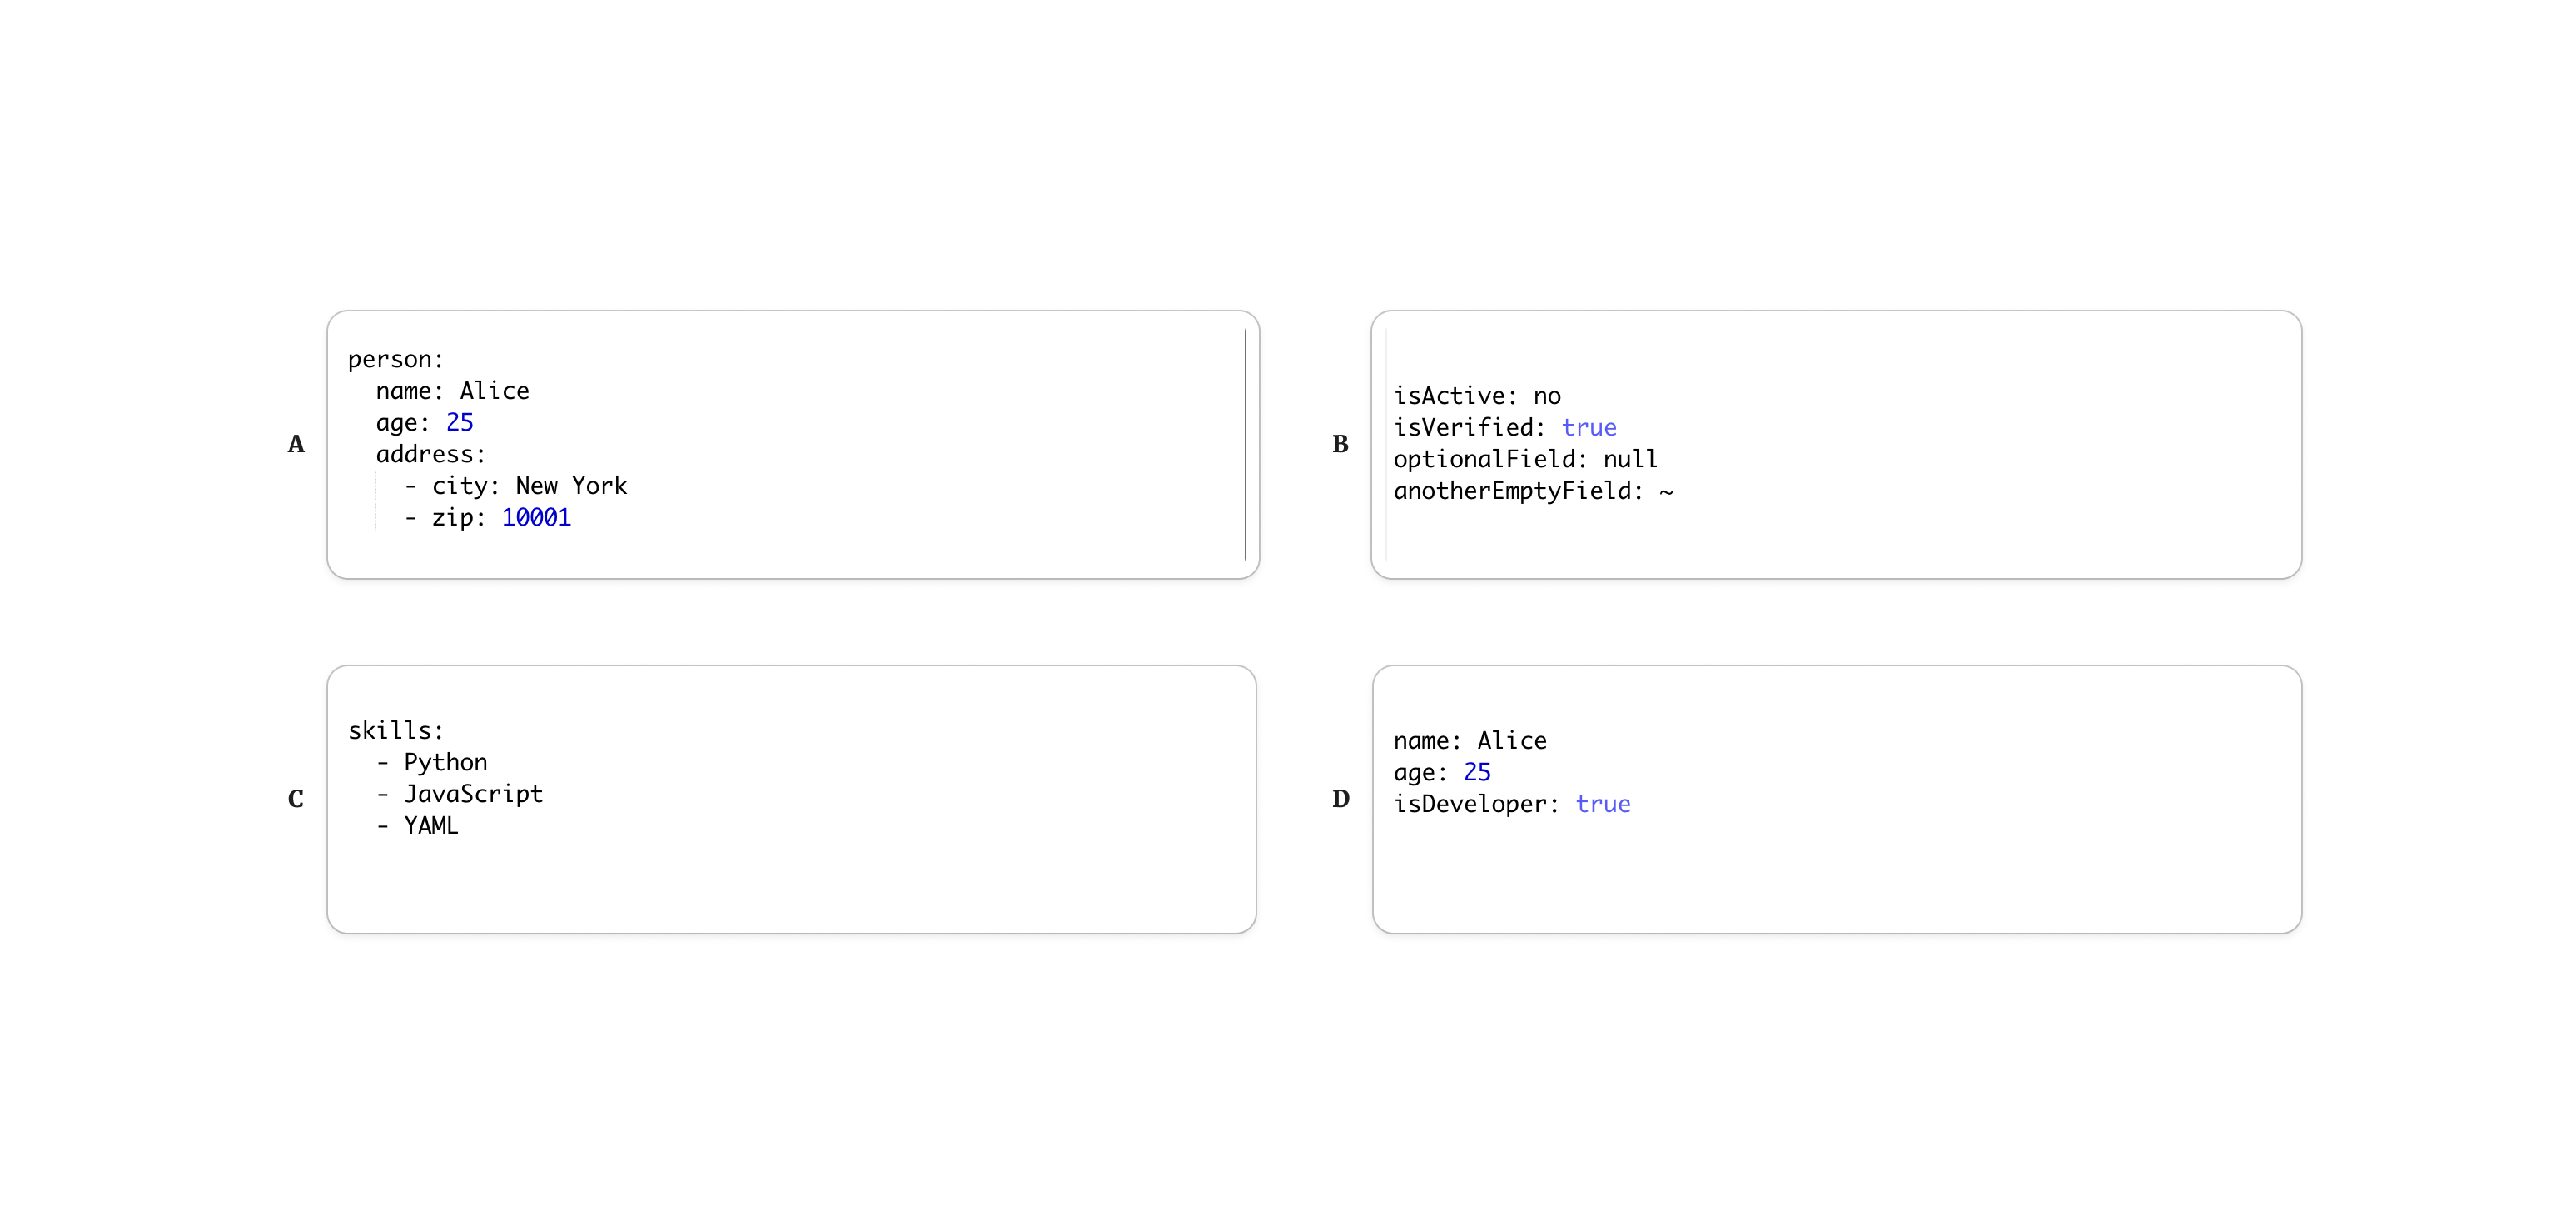 A
person:
  name: Alice
  age: 25
  address:
    - city: New York
    - zip: 10001
B
isActive: no
isVerified: true
optionalField: null
anotherEmptyField: ~
C
skills:
  - Python
  - JavaScript
  - YAML
D
name: Alice
age: 25
isDeveloper: true